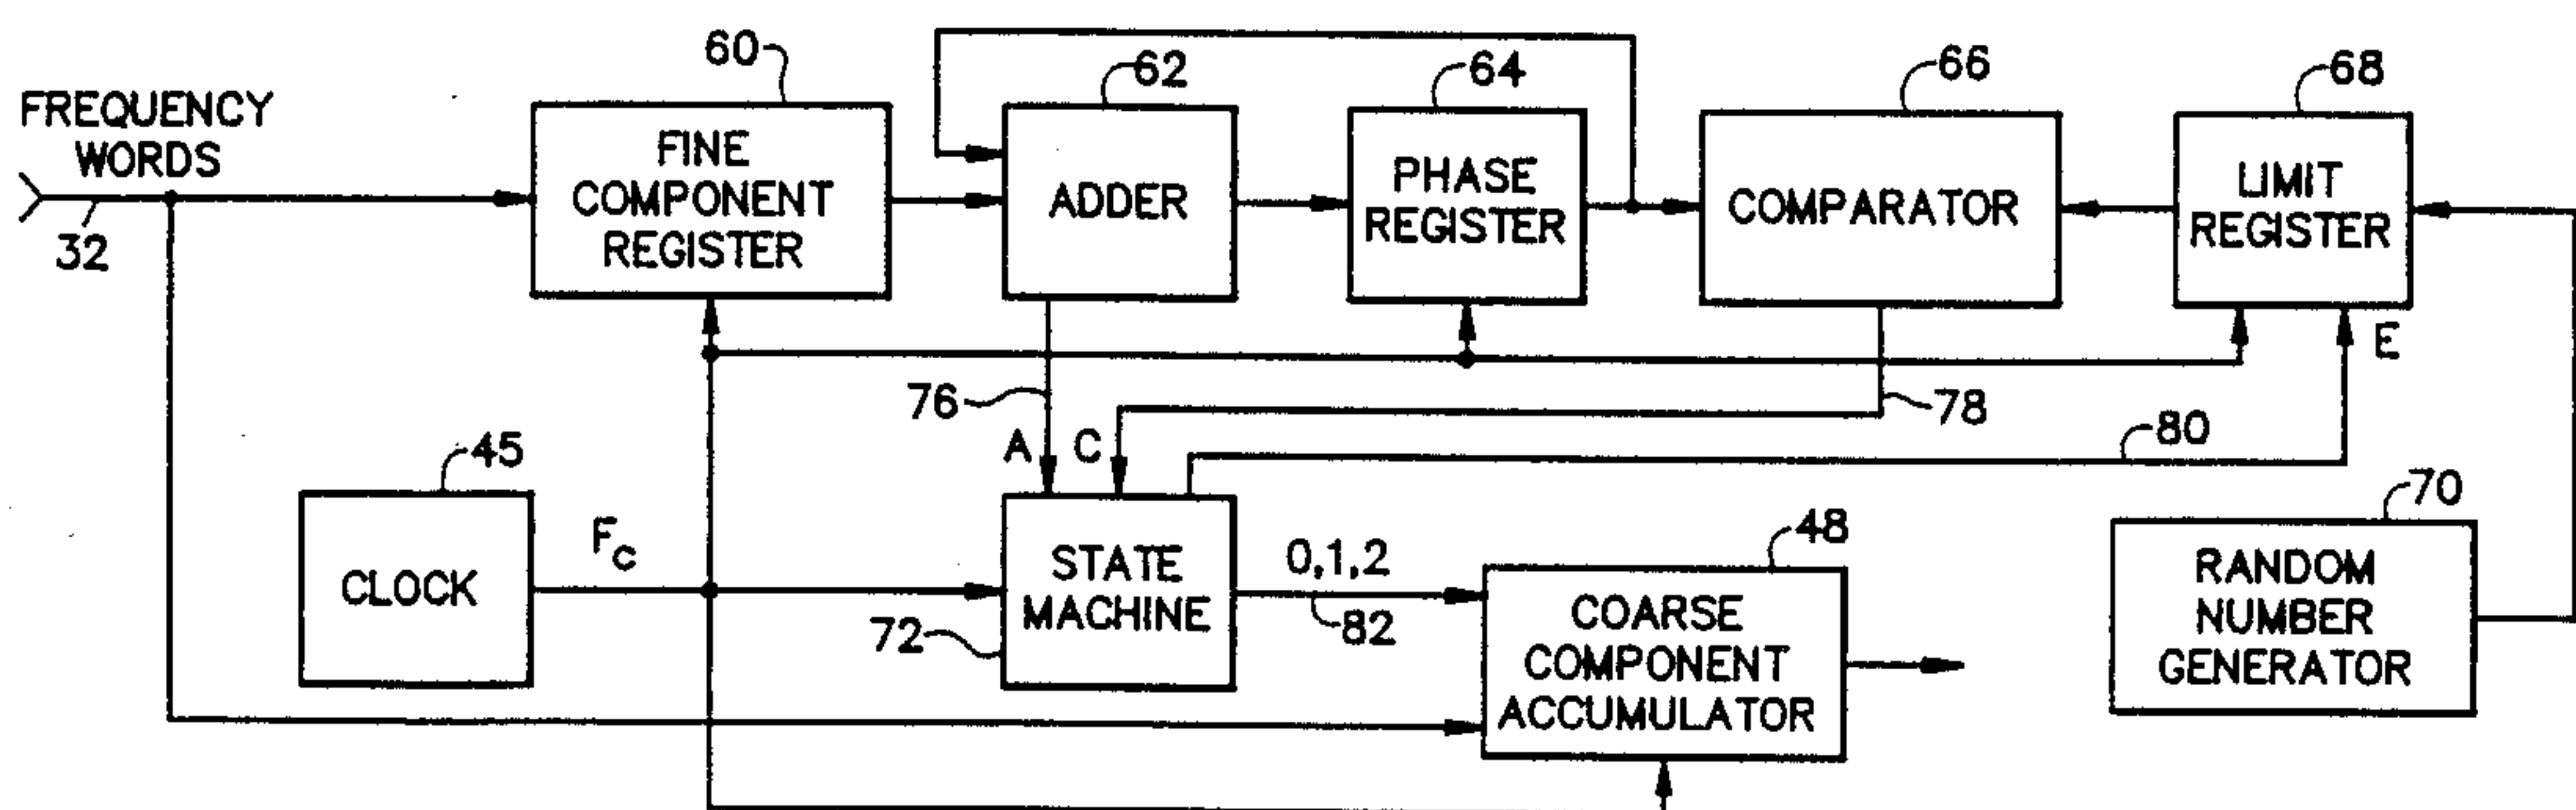 60
62
64
66
68
FREQUENCY
WORDS
32
FINE
COMPONENT
REGISTER
ADDER
PHASE
REGISTER
COMPARATOR
LIMIT
REGISTER
E
76
78
A
C
80
45
CLOCK
Fc
STATE
MACHINE
72
0,1,2
82
48
COARSE
COMPONENT
ACCUMULATOR
70
RANDOM
NUMBER
GENERATOR